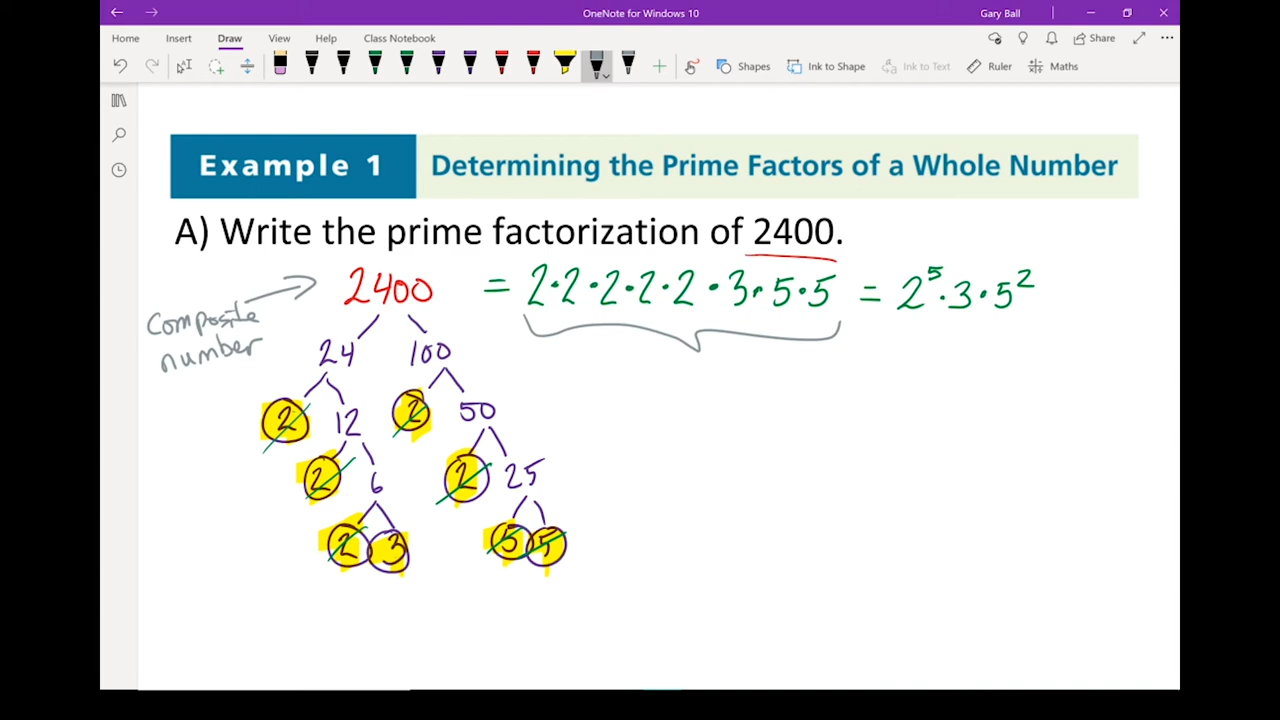 OneNote for Windows 10
Gary Ball
Home Insert Draw View Help Class Notebook
Share
Shapes Ink to Shape Ink to Text Ruler Maths
Example 1 Determining the Prime Factors of a Whole Number
A) Write the prime factorization of 2400.
2400 = 2·2·2·2·2·3·5·5 = 2⁵·3·5²
Composite
number
24 100
2 12 2 50
2 6 2 25
2 3 5 5